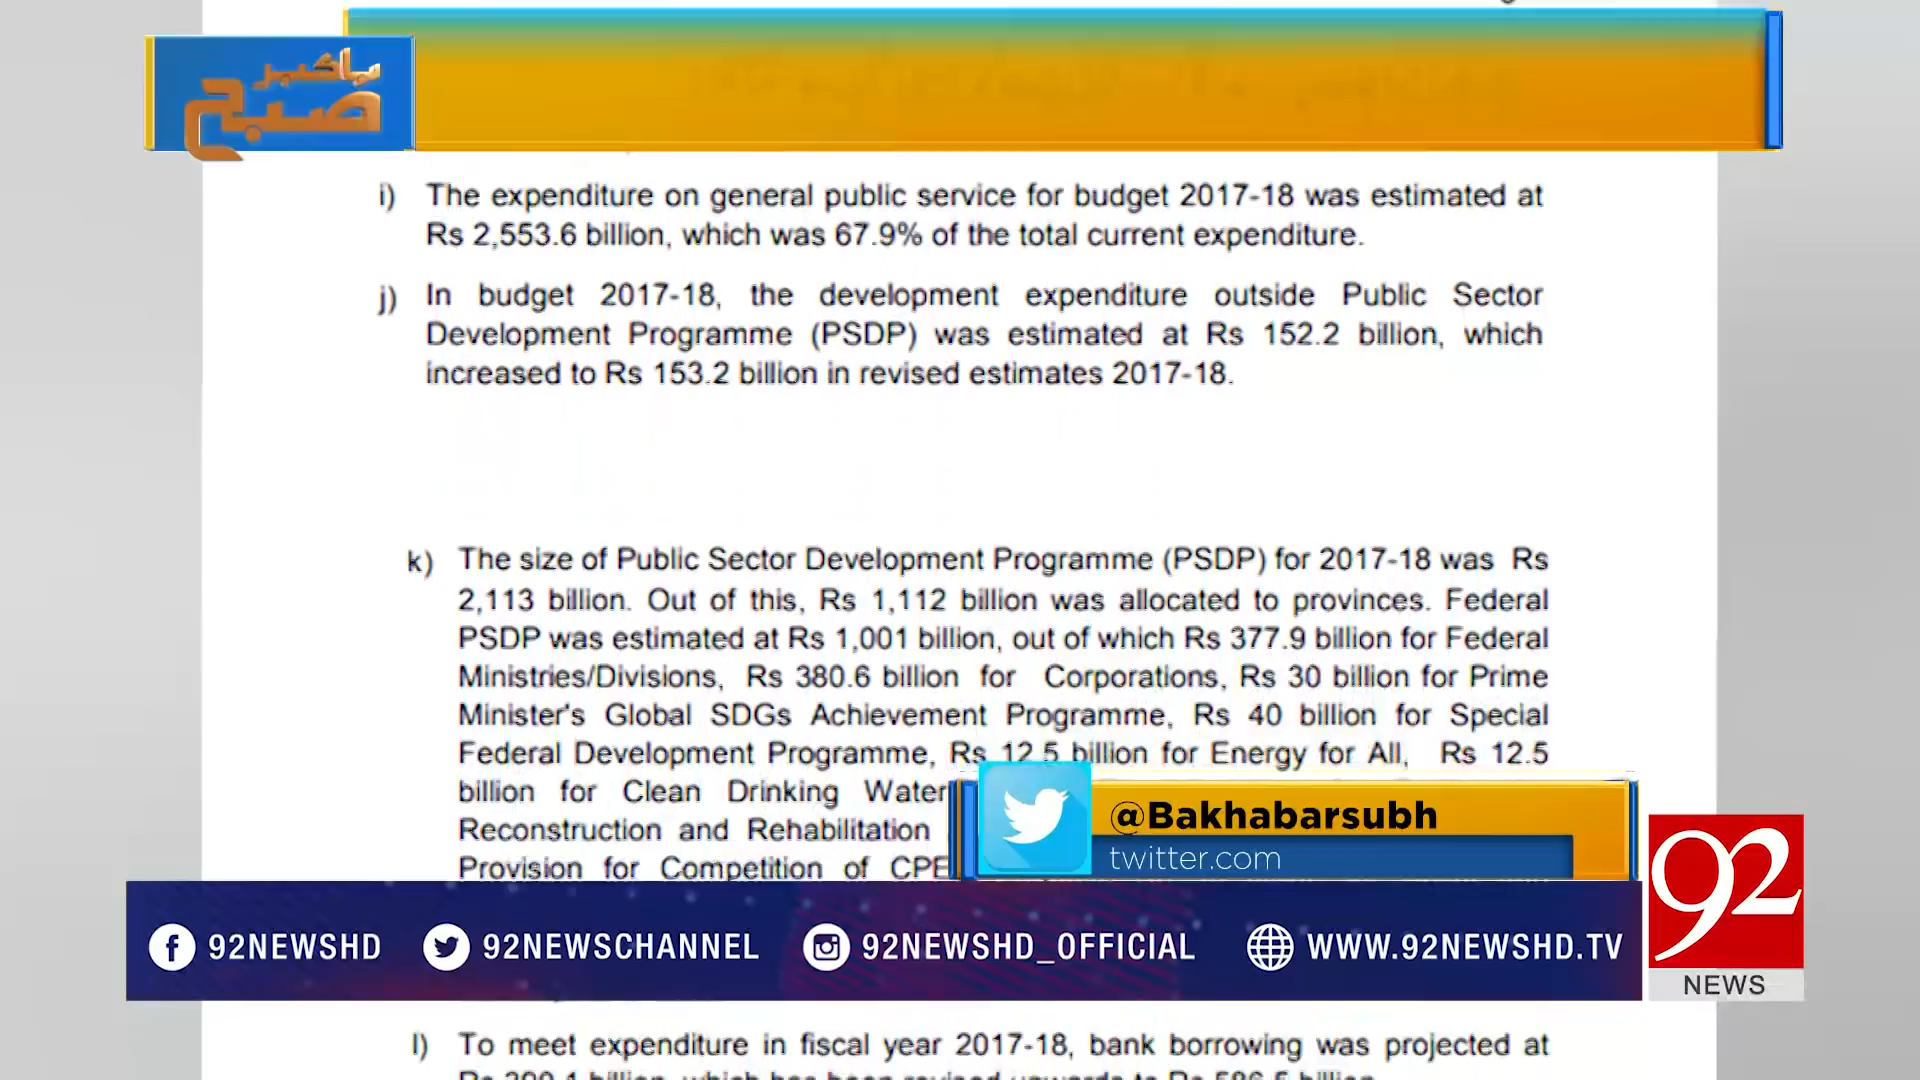 باخبر
صبح
i) The expenditure on general public service for budget 2017-18 was estimated at
Rs 2,553.6 billion, which was 67.9% of the total current expenditure.
j) In budget 2017-18, the development expenditure outside Public Sector
Development Programme (PSDP) was estimated at Rs 152.2 billion, which
increased to Rs 153.2 billion in revised estimates 2017-18.
k) The size of Public Sector Development Programme (PSDP) for 2017-18 was Rs
2,113 billion. Out of this, Rs 1,112 billion was allocated to provinces. Federal
PSDP was estimated at Rs 1,001 billion, out of which Rs 377.9 billion for Federal
Ministries/Divisions, Rs 380.6 billion for Corporations, Rs 30 billion for Prime
Minister's Global SDGs Achievement Programme, Rs 40 billion for Special
Federal Development Programme, Rs 12.5 billion for Energy for All, Rs 12.5
billion for Clean Drinking Water
Reconstruction and Rehabilitation
Provision for Competition of CPE
@Bakhabarsubh
twitter.com
92NEWSHD 92NEWSCHANNEL 92NEWSHD_OFFICIAL WWW.92NEWSHD.TV
92
NEWS
l) To meet expenditure in fiscal year 2017-18, bank borrowing was projected at